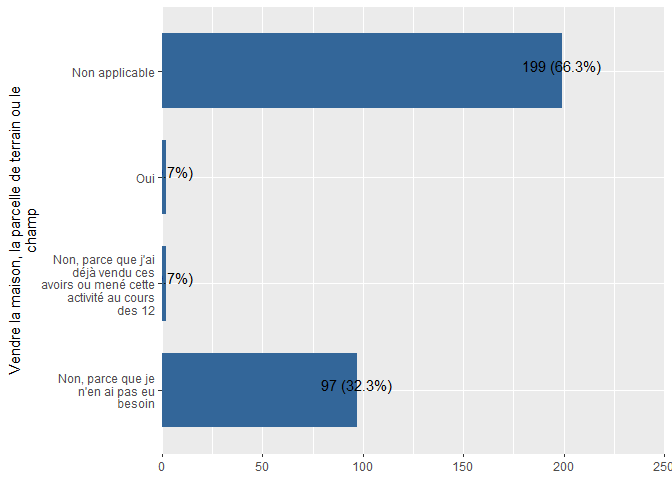 Vendre la maison, la parcelle de terrain ou le
champ
Non applicable
199 (66.3%)
Oui
7%)
Non, parce que j'ai
déjà vendu ces
avoirs ou mené cette
activité au cours
des 12
7%)
Non, parce que je
n'en ai pas eu
besoin
97 (32.3%)
0
50
100
150
200
250